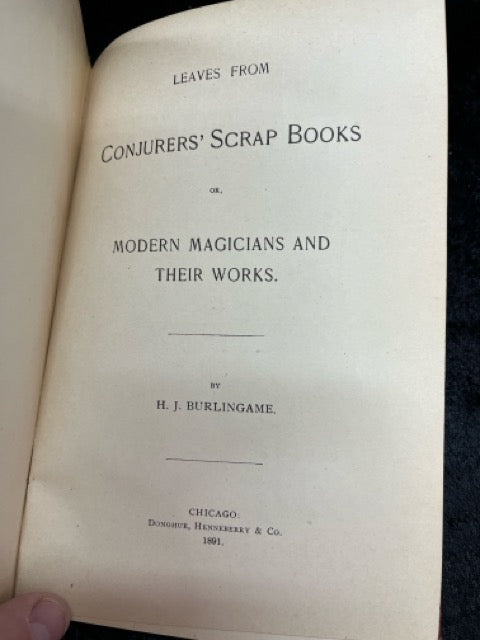 LEAVES FROM
CONJURERS' SCRAP BOOKS
OR,
MODERN MAGICIANS AND
THEIR WORKS.
BY
H. J. BURLINGAME.
CHICAGO:
DONOHUE, HENNEBERRY & CO.
1891.